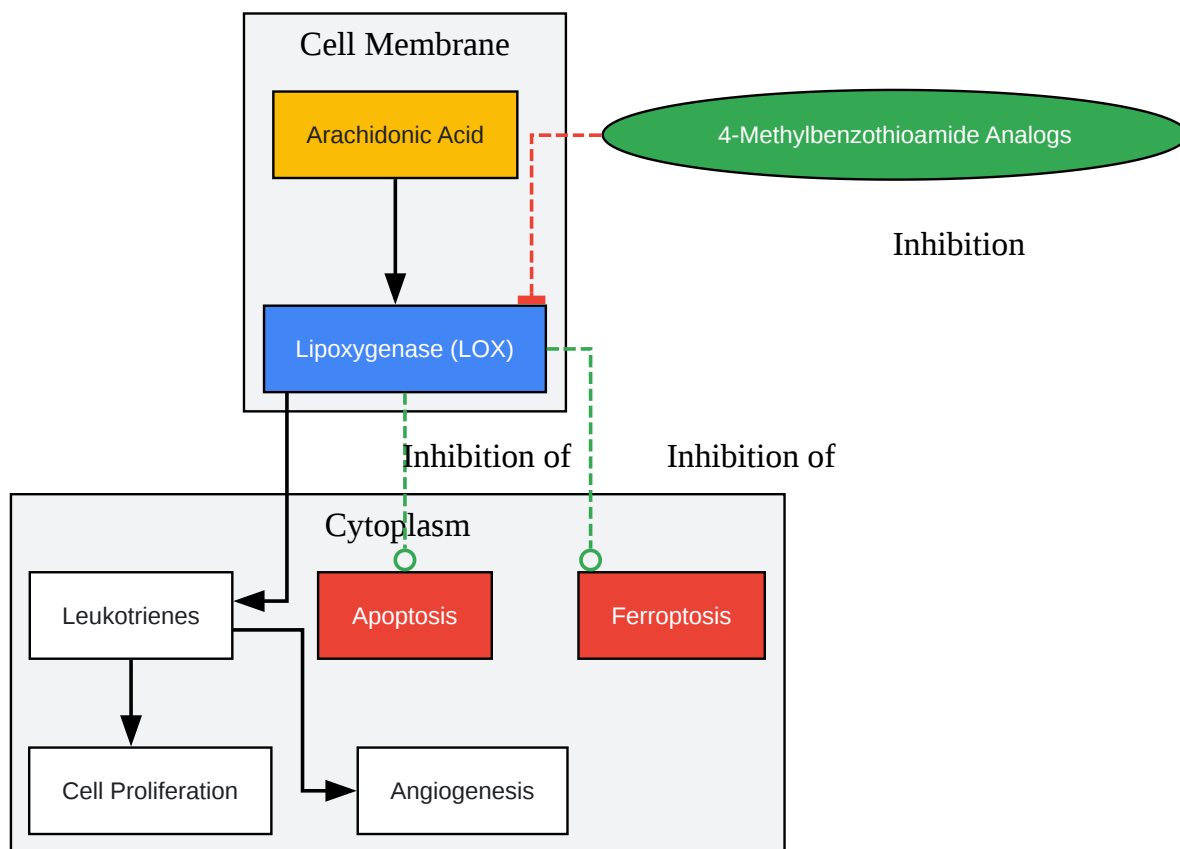 Cell Membrane
Arachidonic Acid
4-Methylbenzothioamide Analogs
Inhibition
Lipoxygenase (LOX)
Inhibition of
Inhibition of
Cytoplasm
Leukotrienes
Apoptosis
Ferroptosis
Cell Proliferation
Angiogenesis